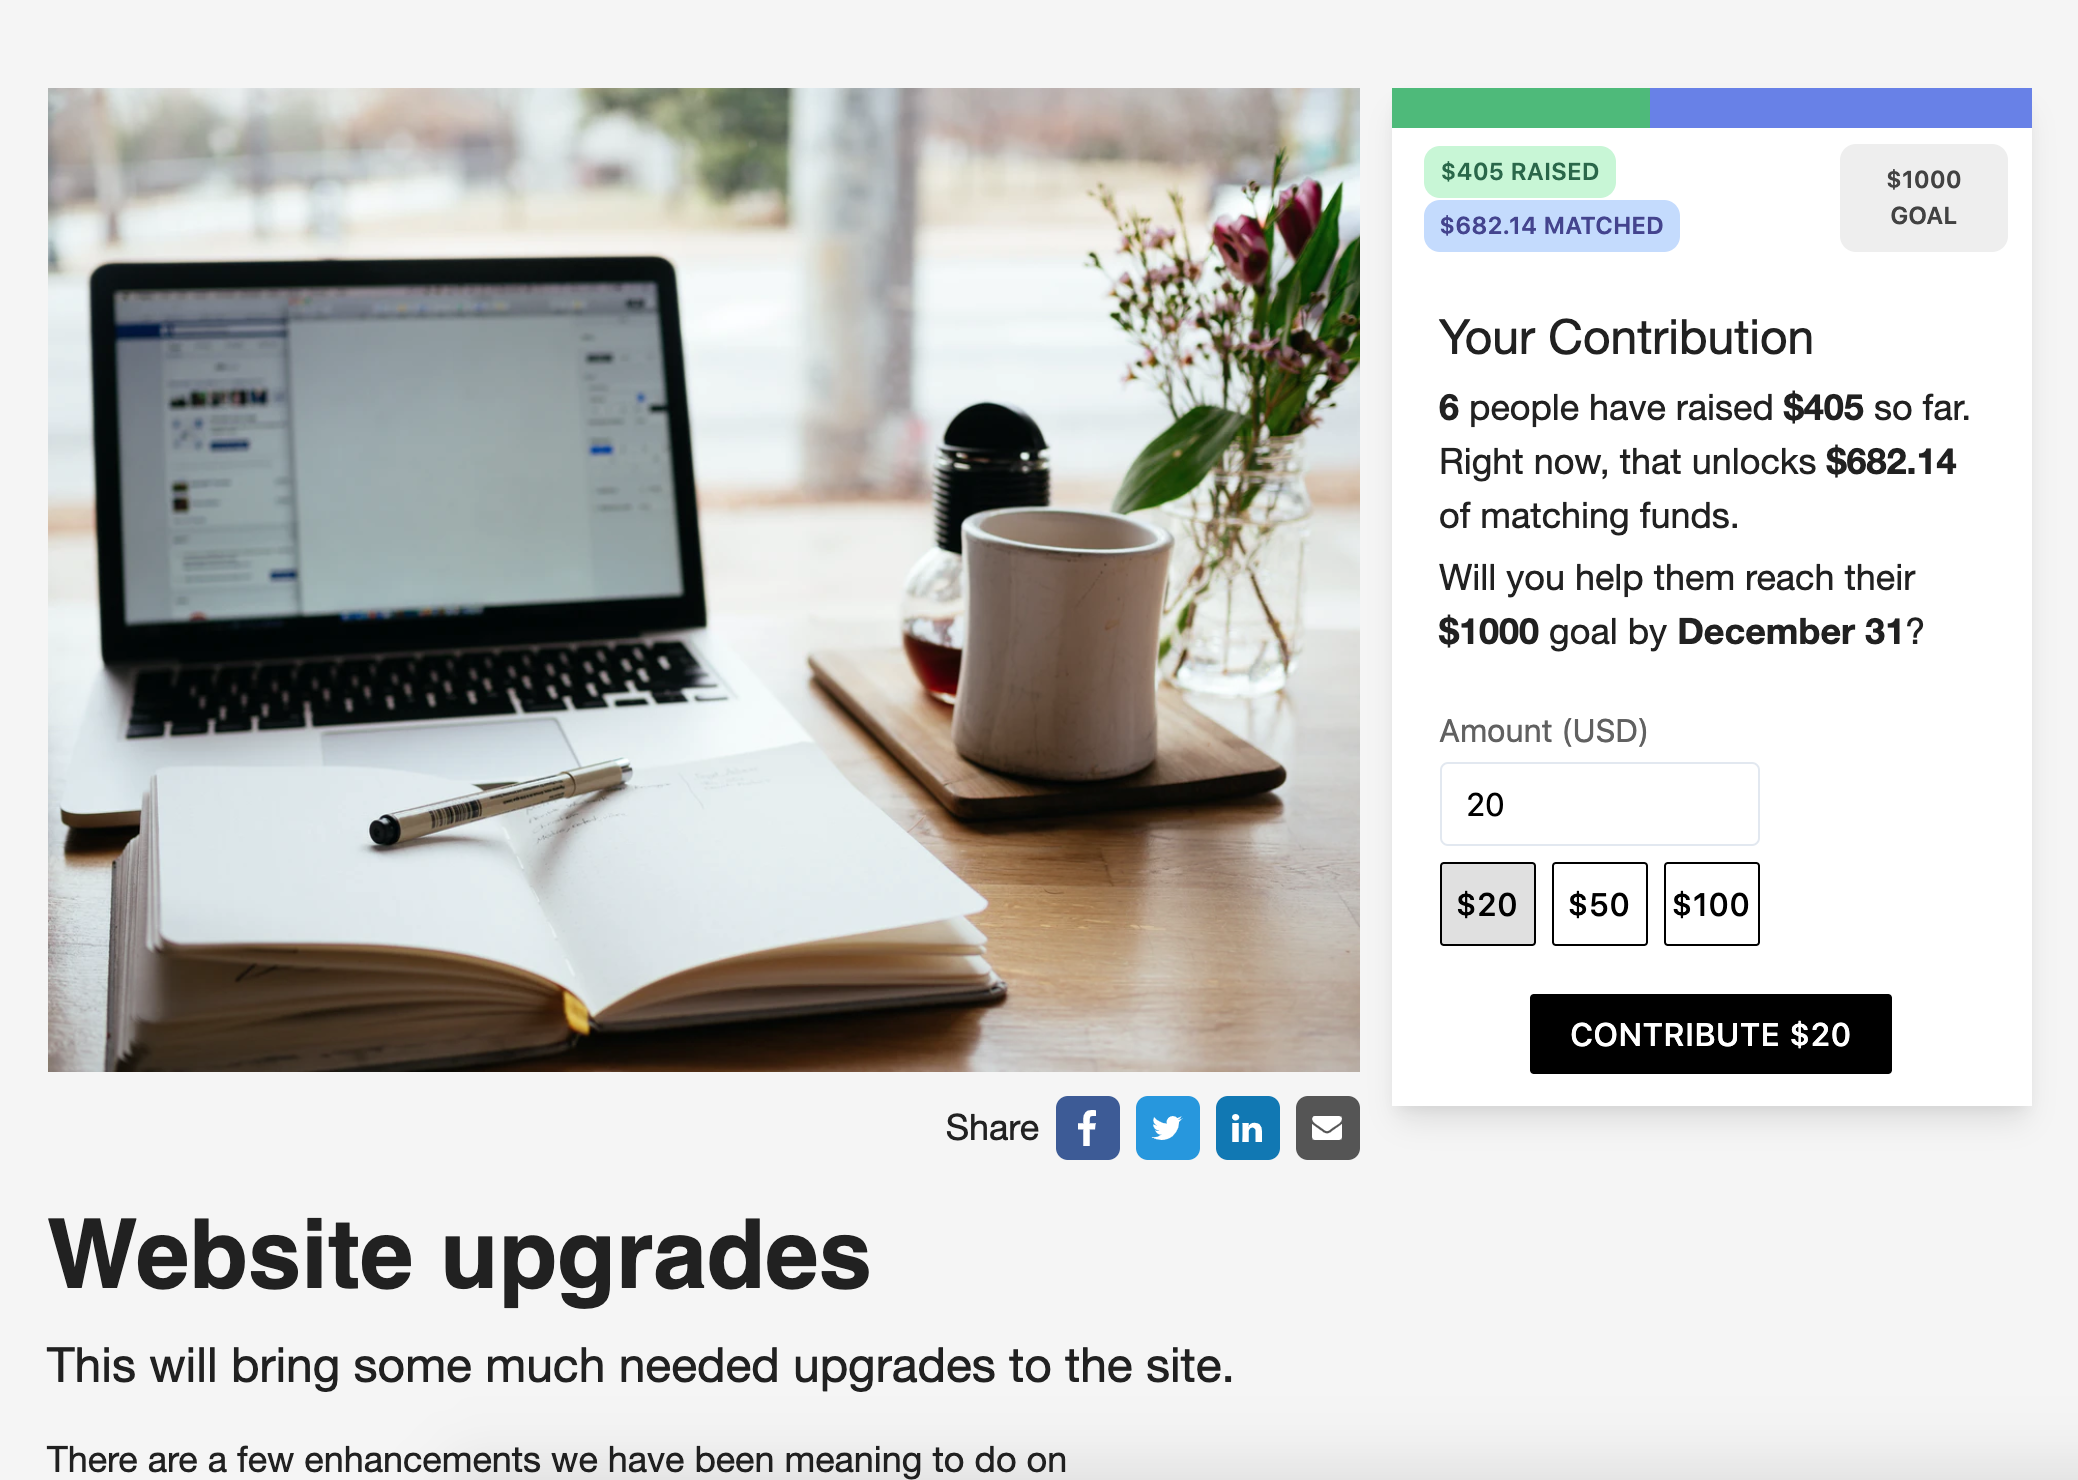 $405 RAISED
$682.14 MATCHED
$1000
GOAL
Your Contribution
6 people have raised $405 so far.
Right now, that unlocks $682.14
of matching funds.
Will you help them reach their
$1000 goal by December 31?
Amount (USD)
20
$20 $50 $100
CONTRIBUTE $20
Share
Website upgrades
This will bring some much needed upgrades to the site.
There are a few enhancements we have been meaning to do on